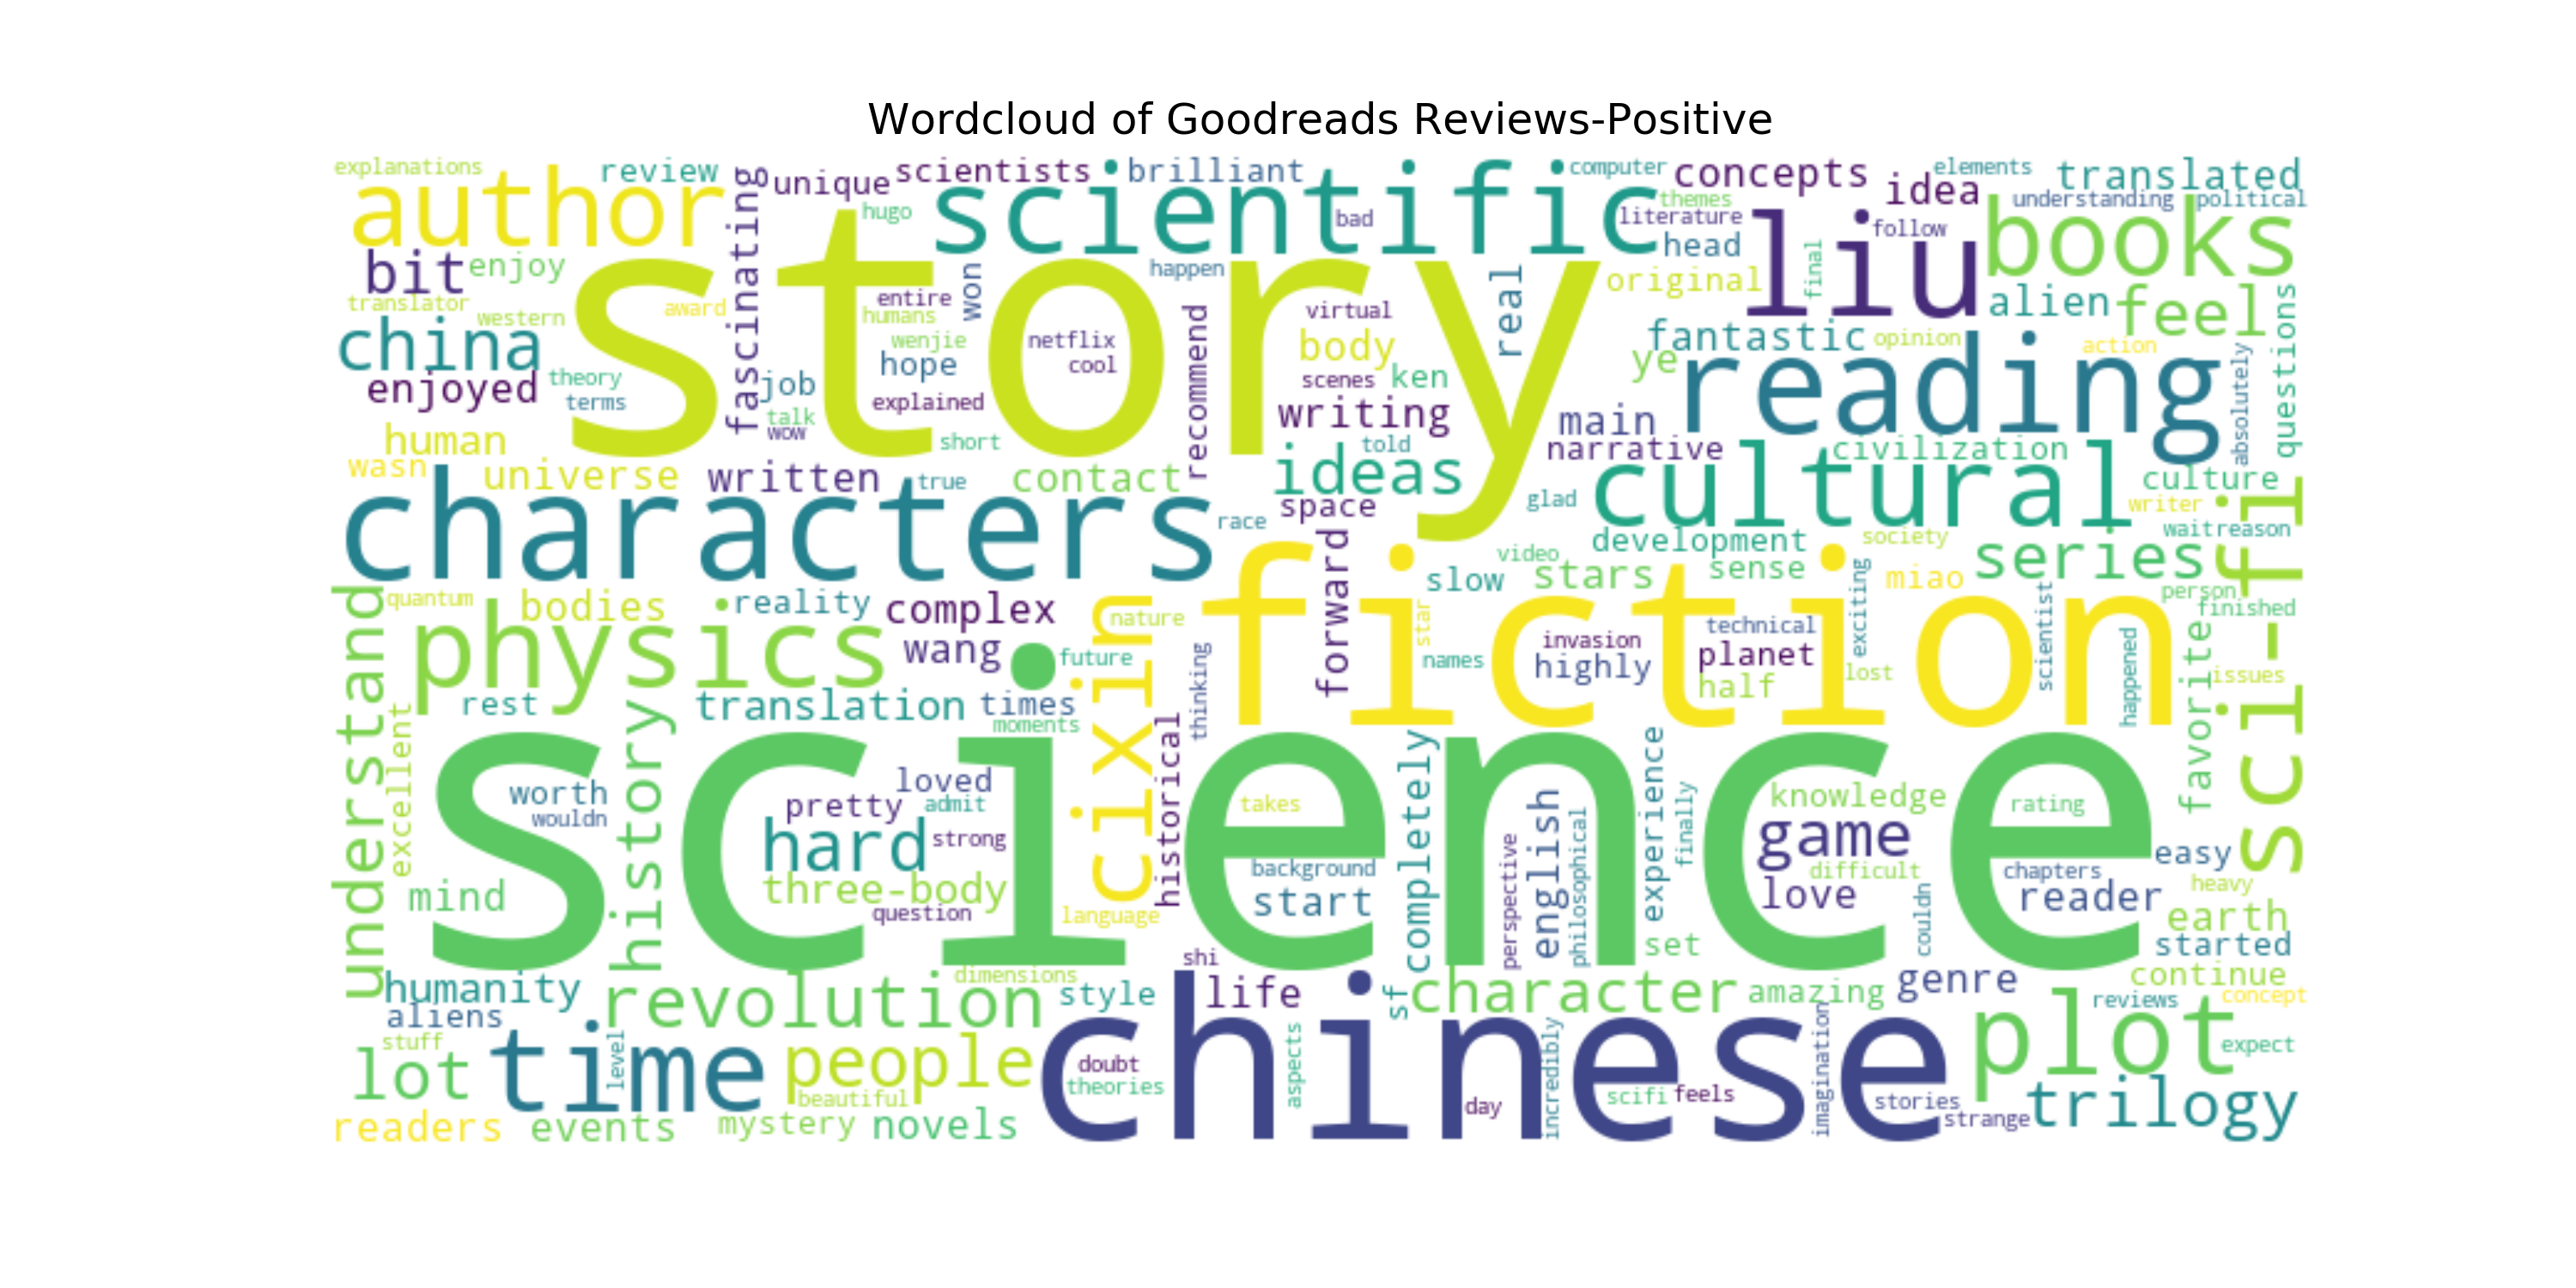 Wordcloud of Goodreads Reviews-Positive
explanations
author
review
fascinating
unique
scientists
brilliant
scientific
computer
concepts
elements
translated
idea
themes
understanding
political
literature
hugo
bad
head
liu
follow
books
bit
enjoy
story
happen
won
real
original
final
alien
feel
questions
translator
western
award
entire
humans
virtual
china
wenjie
netflix
recommend
body
fantastic
opinion
action
ye
reading
absolutely
enjoyed
theory
terms
job
hope
cool
scenes
ken
talk
wow
explained
writing
main
human
short
told
narrative
civilization
wasn
universe
written
true
contact
ideas
cultural
culture
characters
space
glad
writer
race
waitreason
sci-fi
forward
development
society
video
series
slow
stars
sense
miao
understand
quantum
bodies
reality
complex
cixin
nature
fiction
star
exciting
scientist
person
finished
physics
wang
future
thinking
names
invasion
highly
technical
planet
half
lost
happened
favorite
issues
rest
translation
times
moments
historical
excellent
history
science
completely
experience
worth
wouldn
loved
pretty
admit
takes
knowledge
rating
hard
strong
english
philosophical
finally
perspective
game
easy
three-body
background
difficult
chapters
mind
question
language
start
love
couldn
reader
heavy
earth
set
started
shi
dimensions
humanity
revolution
style
life
sf
character
amazing
genre
continue
reviews
concept
aliens
stuff
level
time
people
chinese
plot
expect
lot
doubt
theories
aspects
incredibly
imagination
beautiful
day
scifi
feels
stories
strange
trilogy
readers
events
mystery
novels